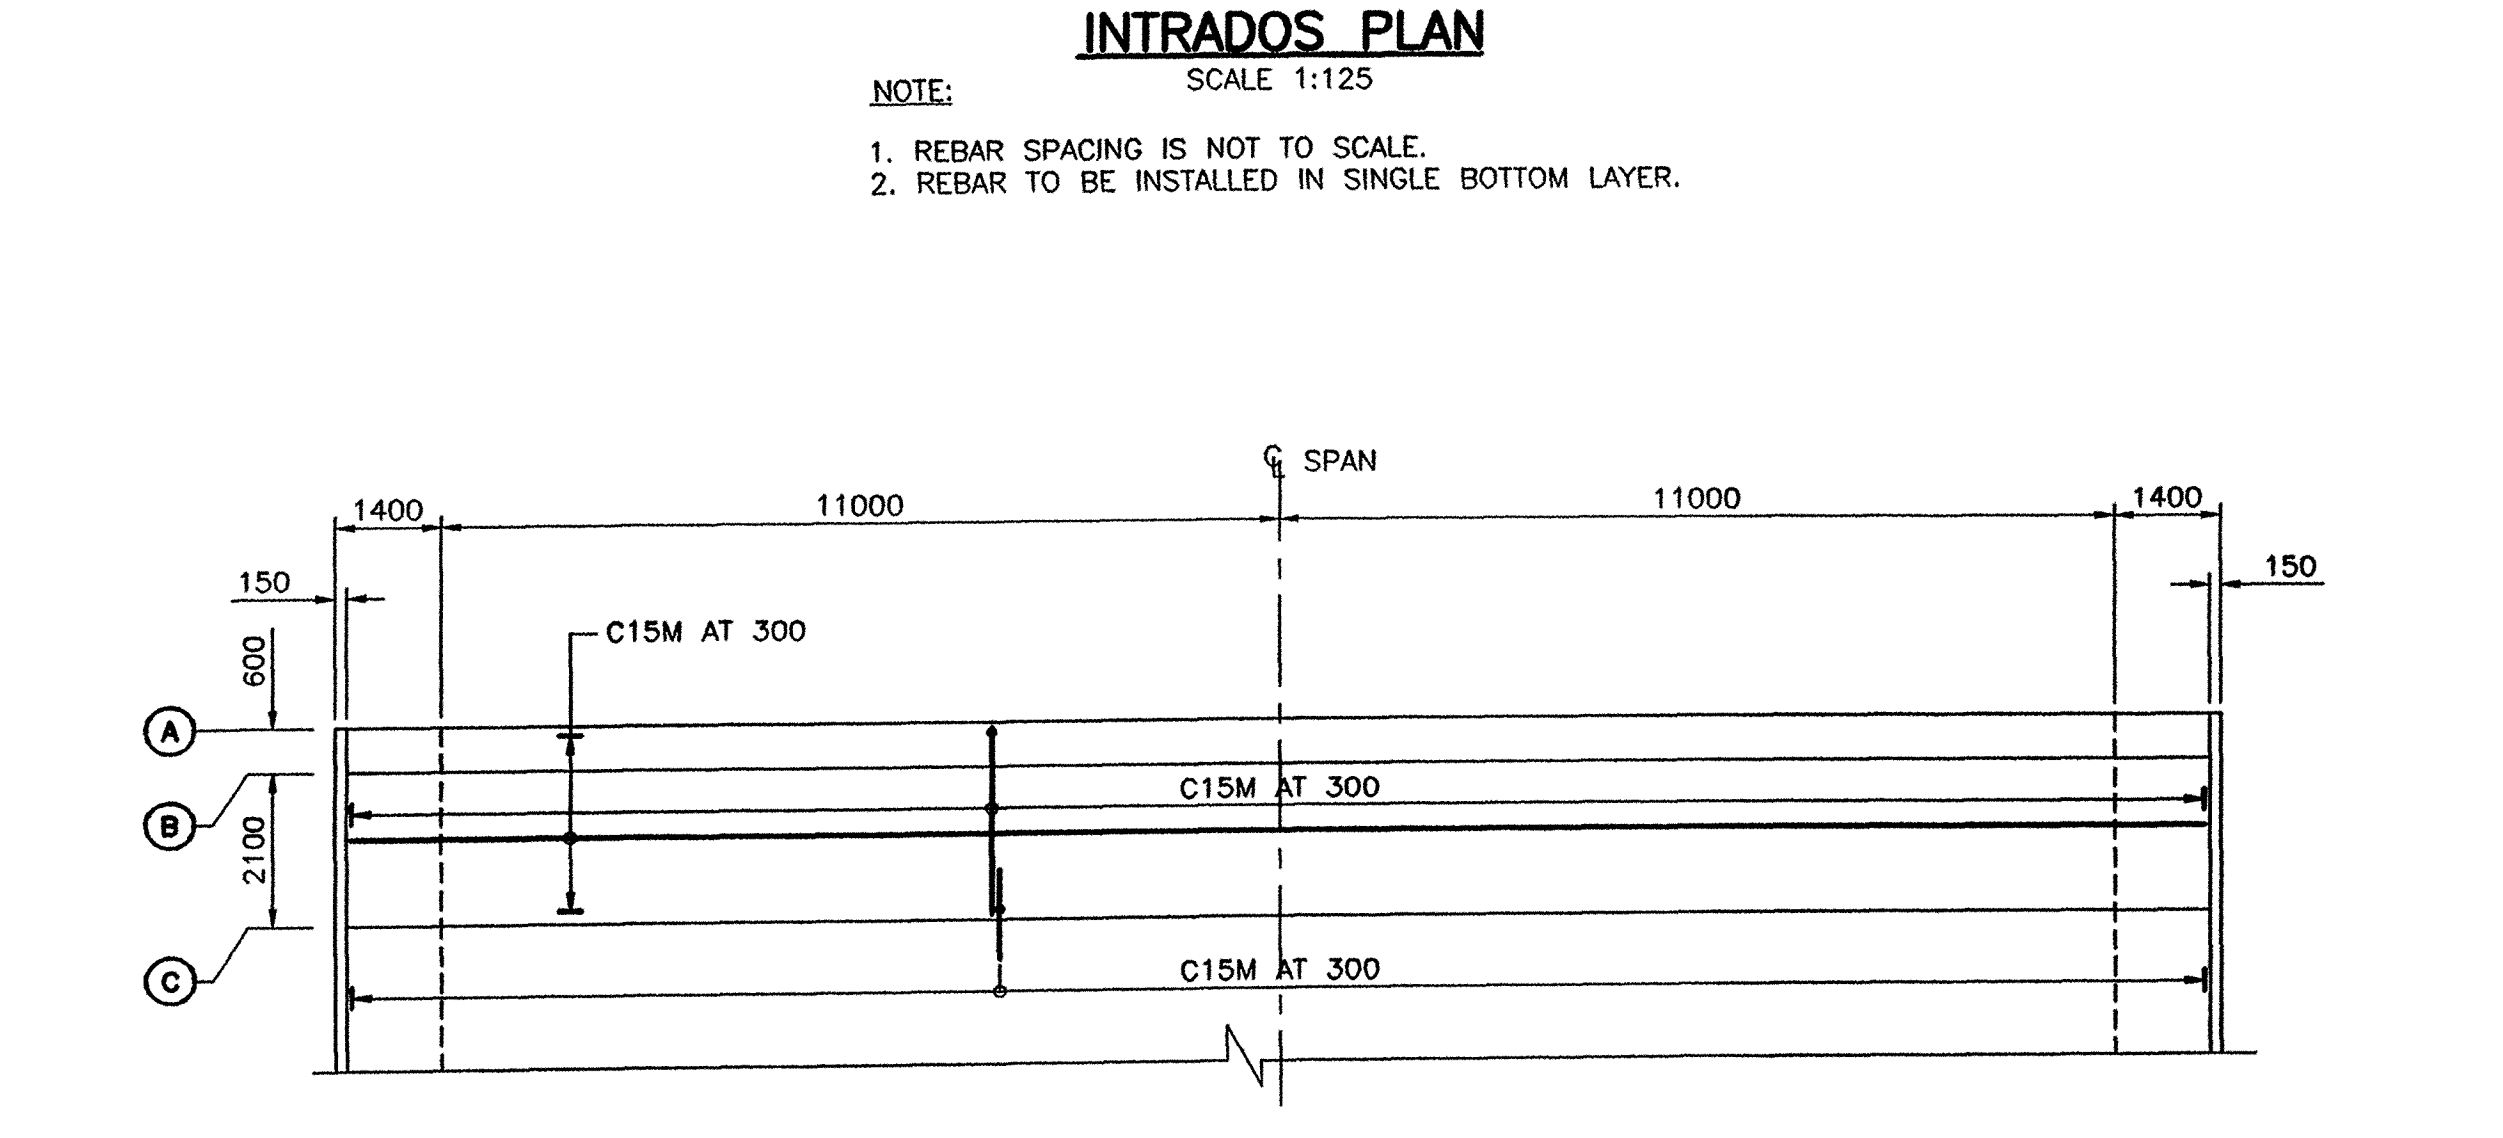 INTRADOS PLAN
SCALE 1:125
NOTE:
1. REBAR SPACING IS NOT TO SCALE.
2. REBAR TO BE INSTALLED IN SINGLE BOTTOM LAYER.
℄ SPAN
1400 11000 11000 1400
150 150
C15M AT 300
600
A
C15M AT 300
B
2100
C15M AT 300
C